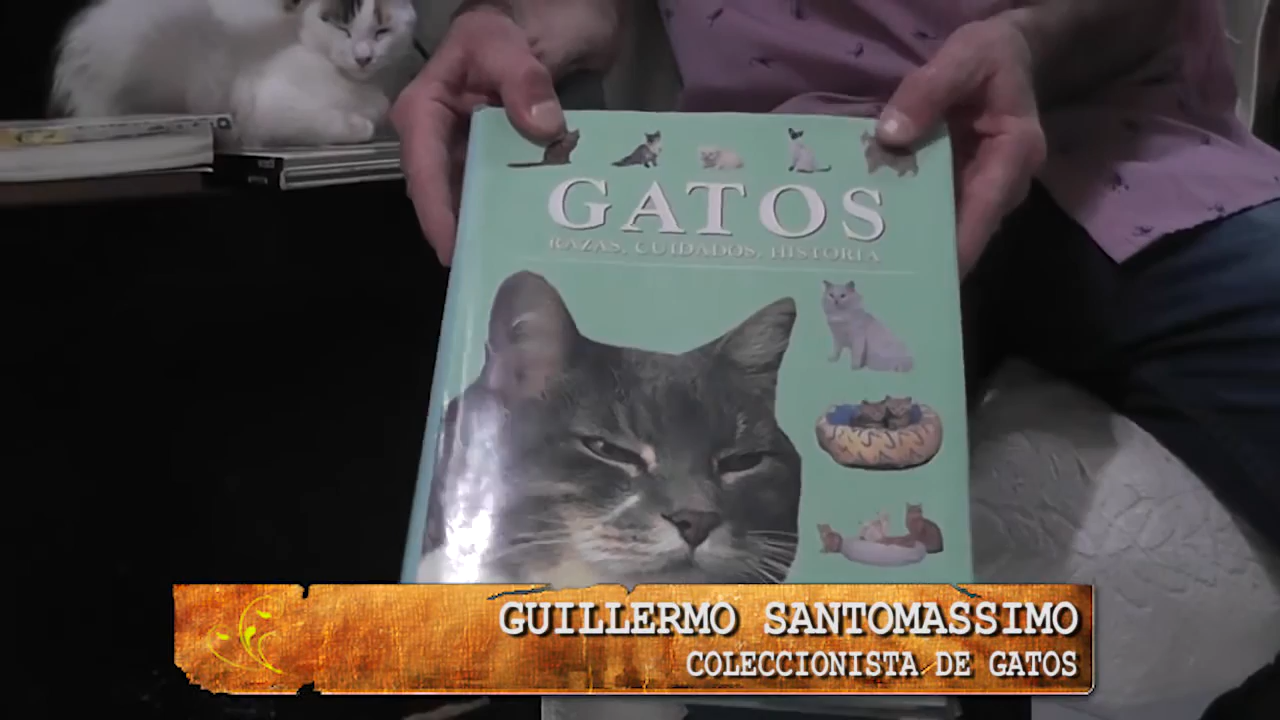 GATOS
RAZAS, CUIDADOS, HISTORIA
GUILLERMO SANTOMASSIMO
COLECCIONISTA DE GATOS